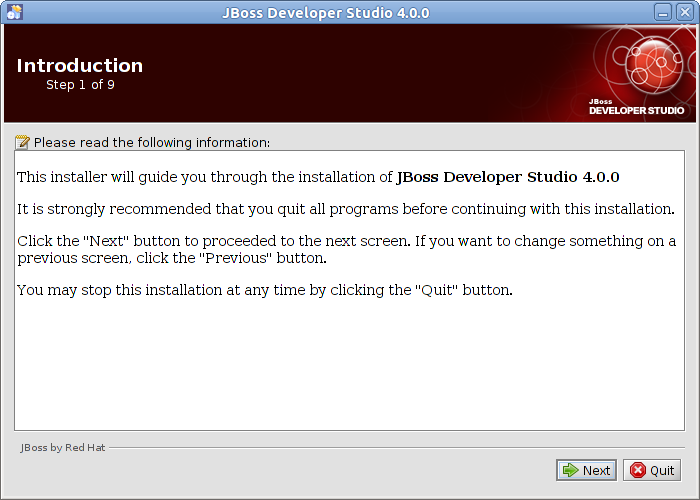 JBoss Developer Studio 4.0.0
Introduction
Step 1 of 9
JBoss
DEVELOPER STUDIO
Please read the following information:
This installer will guide you through the installation of JBoss Developer Studio 4.0.0
It is strongly recommended that you quit all programs before continuing with this installation.
Click the "Next" button to proceeded to the next screen. If you want to change something on a
previous screen, click the "Previous" button.
You may stop this installation at any time by clicking the "Quit" button.
JBoss by Red Hat
Next
Quit